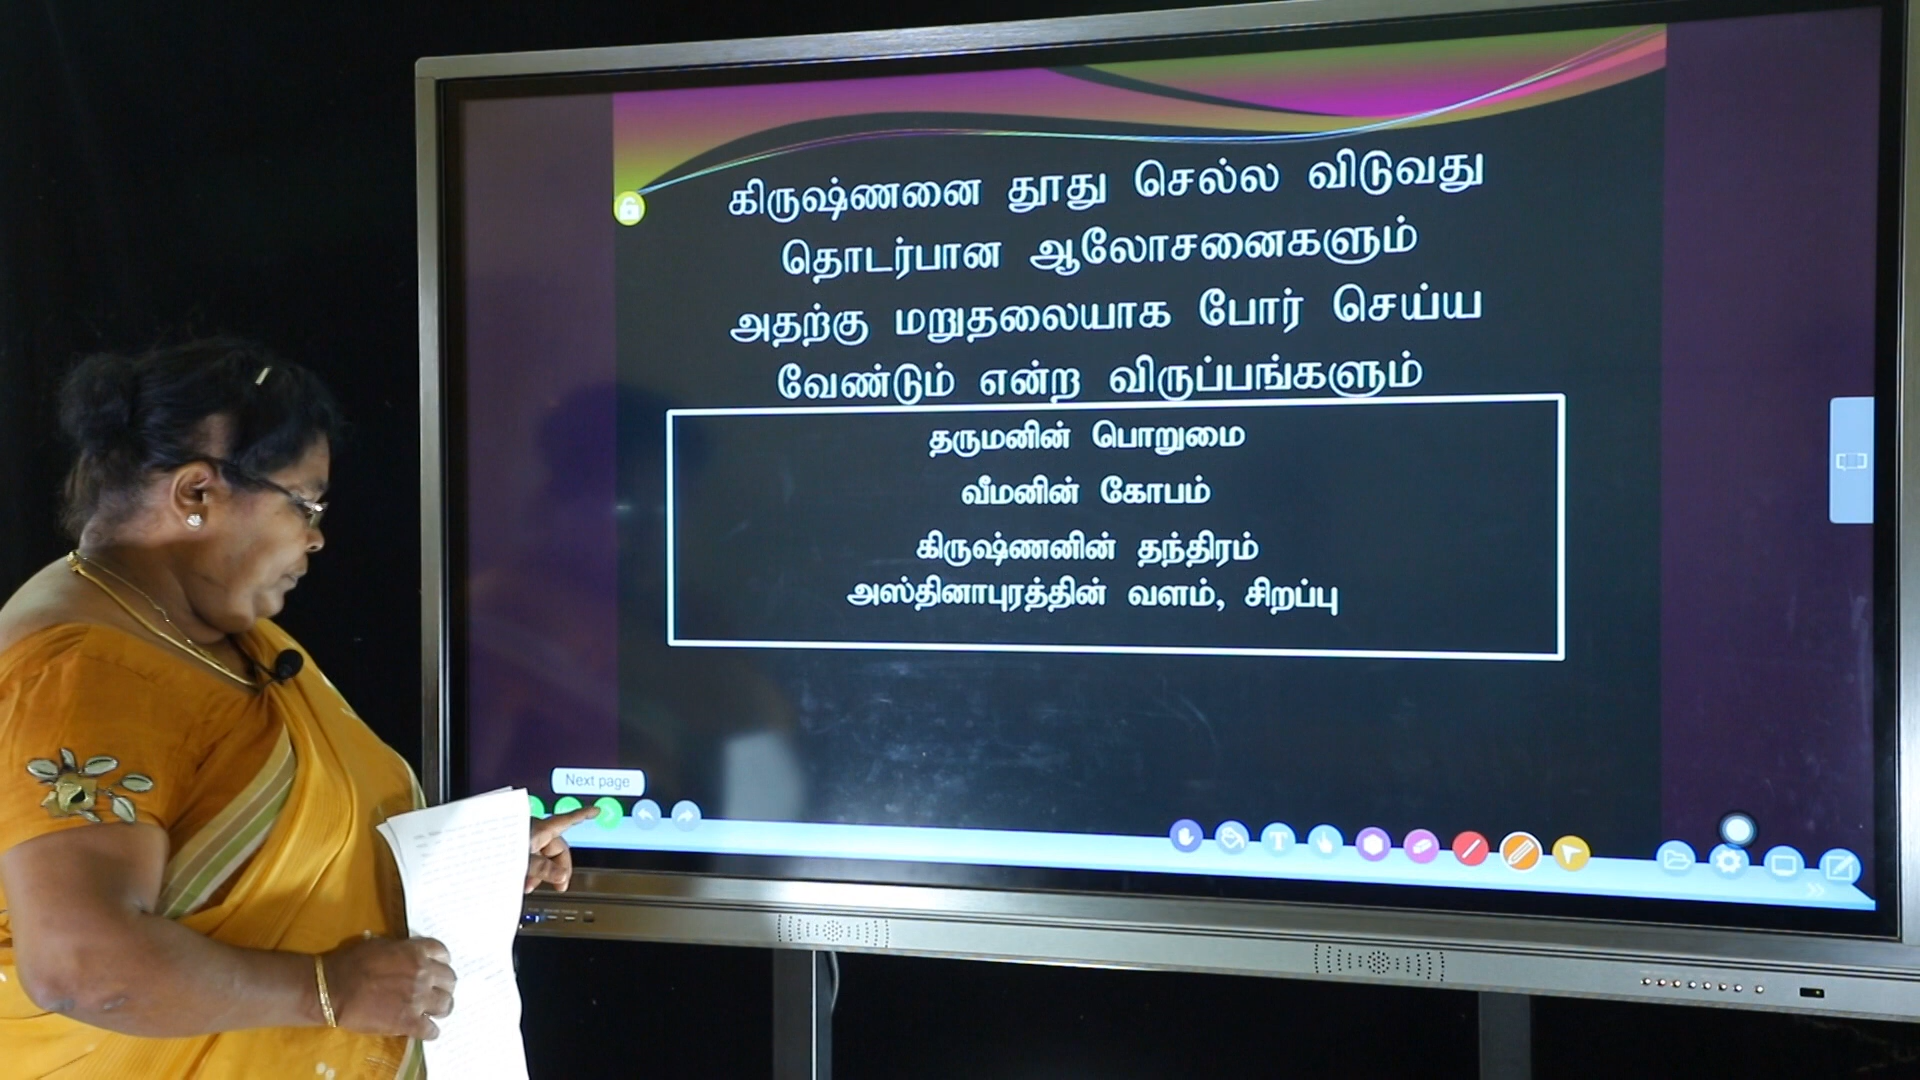 கிருஷ்ணனை தூது செல்ல விடுவது
தொடர்பான ஆலோசனைகளும்
அதற்கு மறுதலையாக போர் செய்ய
வேண்டும் என்ற விருப்பங்களும்
தருமனின் பொறுமை
வீமனின் கோபம்
கிருஷ்ணனின் தந்திரம்
அஸ்தினாபுரத்தின் வளம், சிறப்பு
Next page